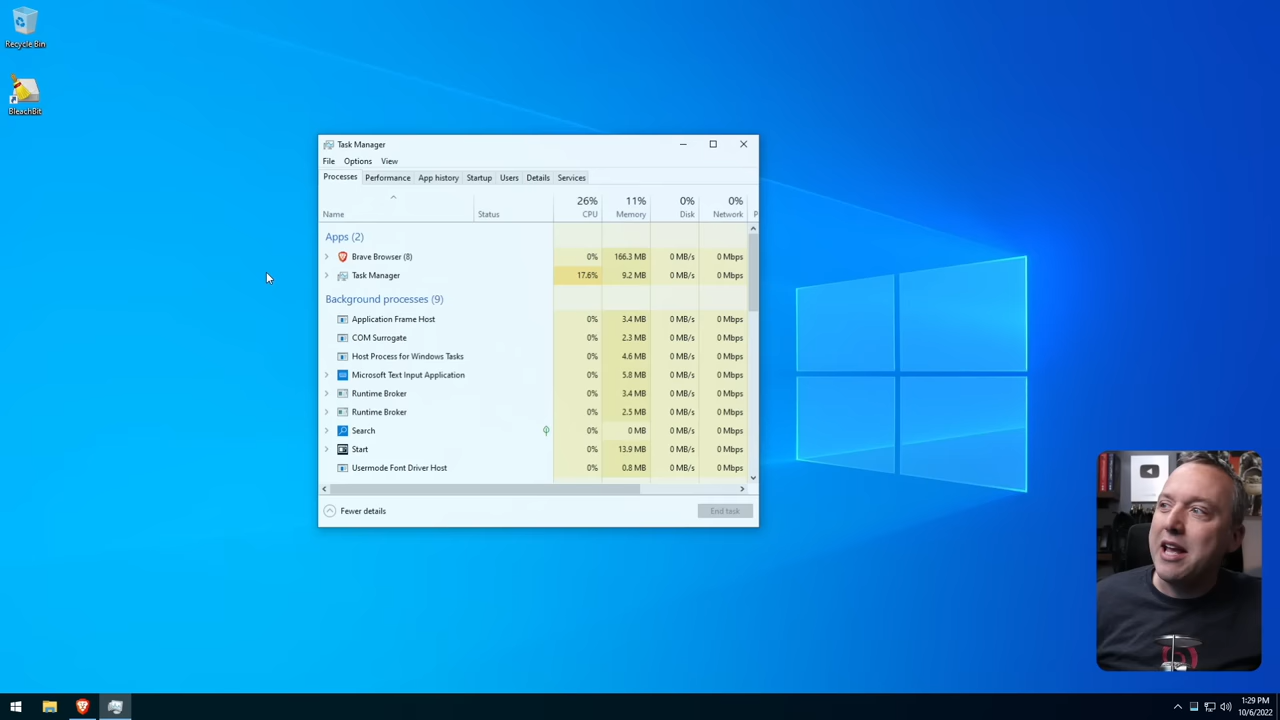 Recycle Bin
BleachBit
Task Manager
File Options View
Processes Performance App history Startup Users Details Services
26% 11% 0% 0%
Name Status CPU Memory Disk Network P
Apps (2)
Brave Browser (8) 0% 166.3 MB 0 MB/s 0 Mbps
Task Manager 17.6% 9.2 MB 0 MB/s 0 Mbps
Background processes (9)
Application Frame Host 0% 3.4 MB 0 MB/s 0 Mbps
COM Surrogate 0% 2.3 MB 0 MB/s 0 Mbps
Host Process for Windows Tasks 0% 4.6 MB 0 MB/s 0 Mbps
Microsoft Text Input Application 0% 5.8 MB 0 MB/s 0 Mbps
Runtime Broker 0% 3.4 MB 0 MB/s 0 Mbps
Runtime Broker 0% 2.5 MB 0 MB/s 0 Mbps
Search 0% 0 MB 0 MB/s 0 Mbps
Start 0% 13.9 MB 0 MB/s 0 Mbps
Usermode Font Driver Host 0% 0.8 MB 0 MB/s 0 Mbps
Fewer details End task
1:29 PM
10/6/2022